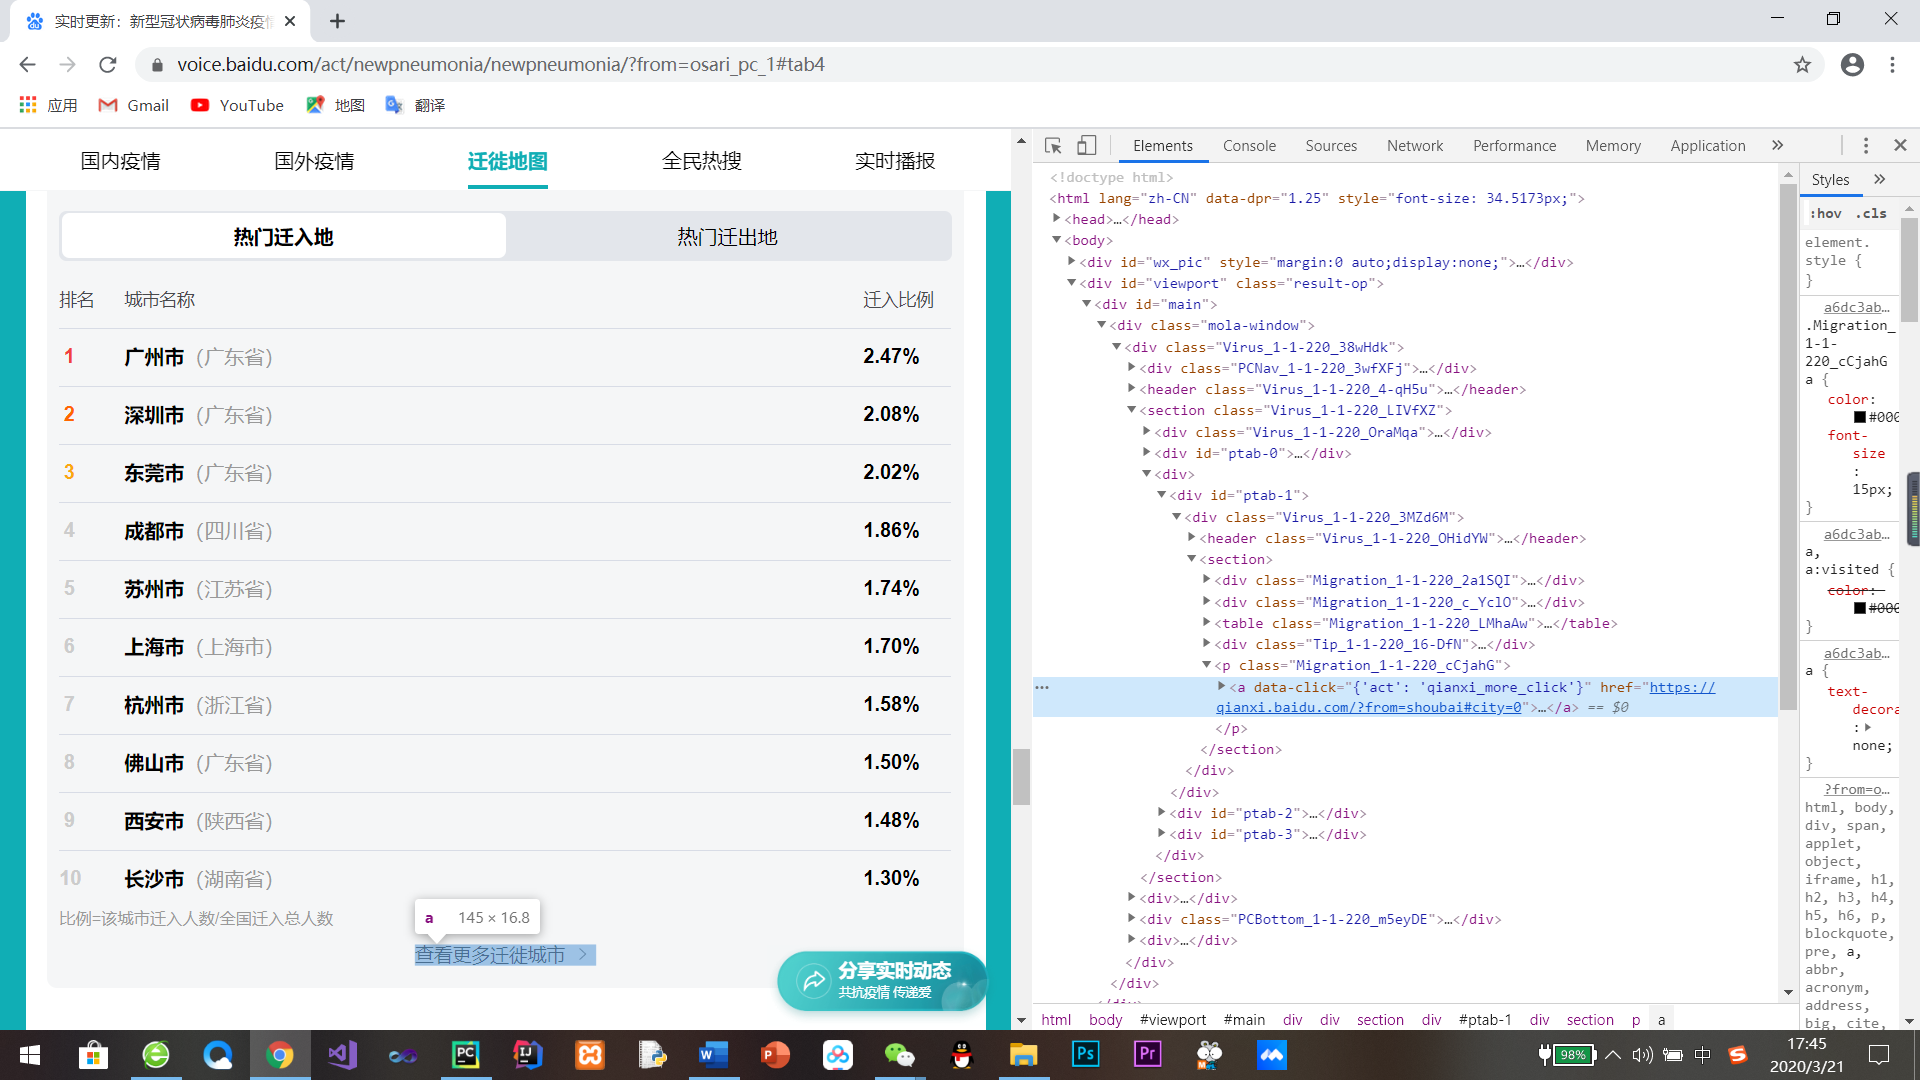 实时更新：新型冠状病毒肺炎疫情
voice.baidu.com/act/newpneumonia/newpneumonia/?from=osari_pc_1#tab4
应用 Gmail YouTube 地图 翻译
国内疫情 国外疫情 迁徙地图 全民热搜 实时播报
热门迁入地 热门迁出地
排名 城市名称 迁入比例
1 广州市 (广东省) 2.47%
2 深圳市 (广东省) 2.08%
3 东莞市 (广东省) 2.02%
4 成都市 (四川省) 1.86%
5 苏州市 (江苏省) 1.74%
6 上海市 (上海市) 1.70%
7 杭州市 (浙江省) 1.58%
8 佛山市 (广东省) 1.50%
9 西安市 (陕西省) 1.48%
10 长沙市 (湖南省) 1.30%
比例=该城市迁入人数/全国迁入总人数
a 145 × 16.8
查看更多迁徙城市 >
分享实时动态
共抗疫情 传递爱
Elements Console Sources Network Performance Memory Application »
<!doctype html>
<html lang="zh-CN" data-dpr="1.25" style="font-size: 34.5173px;">
<head>…</head>
<body>
<div id="wx_pic" style="margin:0 auto;display:none;">…</div>
<div id="viewport" class="result-op">
<div id="main">
<div class="mola-window">
<div class="Virus_1-1-220_38wHdk">
<div class="PCNav_1-1-220_3wfXFj">…</div>
<header class="Virus_1-1-220_4-qH5u">…</header>
<section class="Virus_1-1-220_LIVfXZ">
<div class="Virus_1-1-220_OraMqa">…</div>
<div id="ptab-0">…</div>
<div>
<div id="ptab-1">
<div class="Virus_1-1-220_3MZd6M">
<header class="Virus_1-1-220_OHidYW">…</header>
<section>
<div class="Migration_1-1-220_2a1SQI">…</div>
<div class="Migration_1-1-220_c_YclO">…</div>
<table class="Migration_1-1-220_LMhaAw">…</table>
<div class="Tip_1-1-220_16-DfN">…</div>
<p class="Migration_1-1-220_cCjahG">
<a data-click="{'act': 'qianxi_more_click'}" href="https://
qianxi.baidu.com/?from=shoubai#city=0">…</a> == $0
</p>
</section>
</div>
</div>
<div id="ptab-2">…</div>
<div id="ptab-3">…</div>
</div>
</section>
<div>…</div>
<div class="PCBottom_1-1-220_m5eyDE">…</div>
<div>…</div>
</div>
</div>
</div>
html body #viewport #main div div section div #ptab-1 div section p a
Styles »
:hov .cls
element.
style {
}
a6dc3ab…
.Migration_
1-1-
220_cCjahG
a {
color:
#000
font-
size
:
15px;
}
a6dc3ab…
a,
a:visited {
color:
#000
}
a6dc3ab…
a {
text-
decora
:
none;
}
?from=o…
html, body,
div, span,
applet,
object,
iframe, h1,
h2, h3, h4,
h5, h6, p,
blockquote,
pre, a,
abbr,
acronym,
address,
big, cite,
98% 中 17:45
2020/3/21